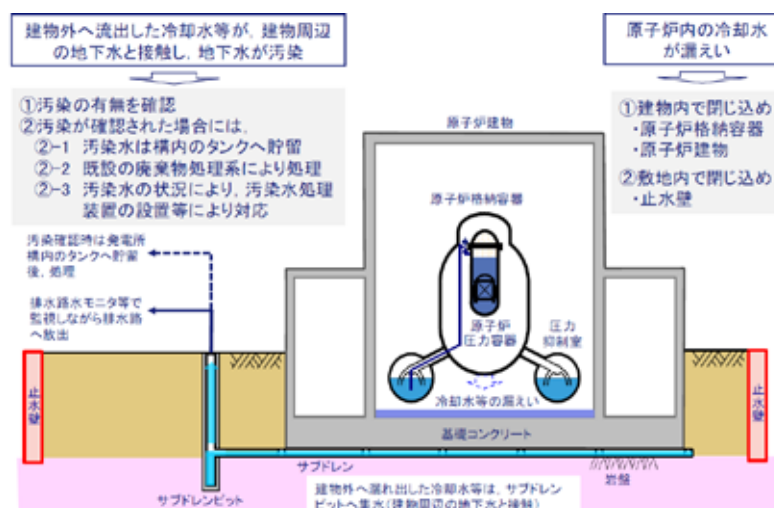 建物外へ流出した冷却水等が，建物周辺
の地下水と接触し，地下水が汚染
①汚染の有無を確認
②汚染が確認された場合には，
②-1 汚染水は構内のタンクへ貯留
②-2 既設の廃棄物処理系により処理
②-3 汚染水の状況により，汚染水処理
装置の設置等により対応
汚染確認時は発電所
構内のタンクへ貯留
後，処理
排水路水モニタ等で
監視しながら排水路
へ放出
原子炉内の冷却水
が漏えい
①建物内で閉じ込め
・原子炉格納容器
・原子炉建物
②敷地内で閉じ込め
・止水壁
原子炉建物
原子炉格納容器
原子炉
圧力容器
圧力
抑制室
冷却水等の漏えい
基礎コンクリート
止水壁
止水壁
サブドレン
岩盤
サブドレンピット
建物外へ漏れ出した冷却水等は，サブドレン
ピットへ集水(建物周辺の地下水と接触)